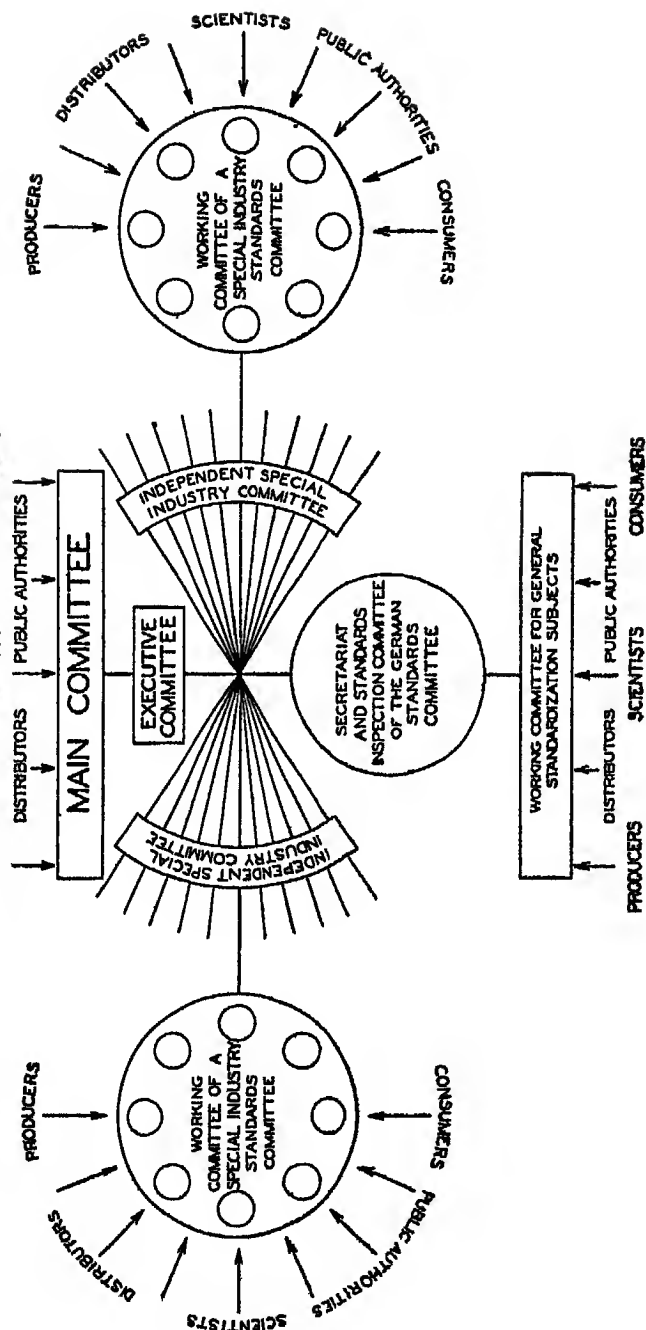 SCIENTISTS
DISTRIBUTORS
PUBLIC AUTHORITIES
PRODUCERS
CONSUMERS
WORKING
COMMITTEE OF A
SPECIAL INDUSTRY
STANDARDS
COMMITTEE
DISTRIBUTORS
PUBLIC AUTHORITIES
MAIN COMMITTEE
EXECUTIVE
COMMITTEE
INDEPENDENT SPECIAL
INDUSTRY COMMITTEE
INDEPENDENT SPECIAL
INDUSTRY COMMITTEE
SECRETARIAT
AND STANDARDS
INSPECTION COMMITTEE
OF THE GERMAN
STANDARDS
COMMITTEE
WORKING COMMITTEE FOR GENERAL
STANDARDIZATION SUBJECTS
DISTRIBUTORS
PUBLIC AUTHORITIES
PRODUCERS
SCIENTISTS
CONSUMERS
PRODUCERS
DISTRIBUTORS
SCIENTISTS
PUBLIC AUTHORITIES
CONSUMERS
WORKING
COMMITTEE OF A
SPECIAL INDUSTRY
STANDARDS
COMMITTEE